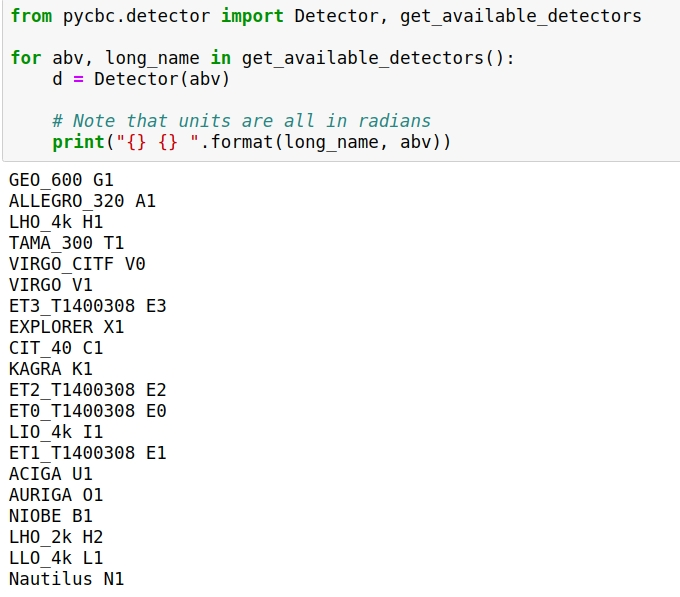 from pycbc.detector import Detector, get_available_detectors

for abv, long_name in get_available_detectors():
    d = Detector(abv)

    # Note that units are all in radians
    print("{} {} ".format(long_name, abv))

GEO_600 G1
ALLEGRO_320 A1
LHO_4k H1
TAMA_300 T1
VIRGO_CITF V0
VIRGO V1
ET3_T1400308 E3
EXPLORER X1
CIT_40 C1
KAGRA K1
ET2_T1400308 E2
ET0_T1400308 E0
LIO_4k I1
ET1_T1400308 E1
ACIGA U1
AURIGA O1
NIOBE B1
LHO_2k H2
LLO_4k L1
Nautilus N1